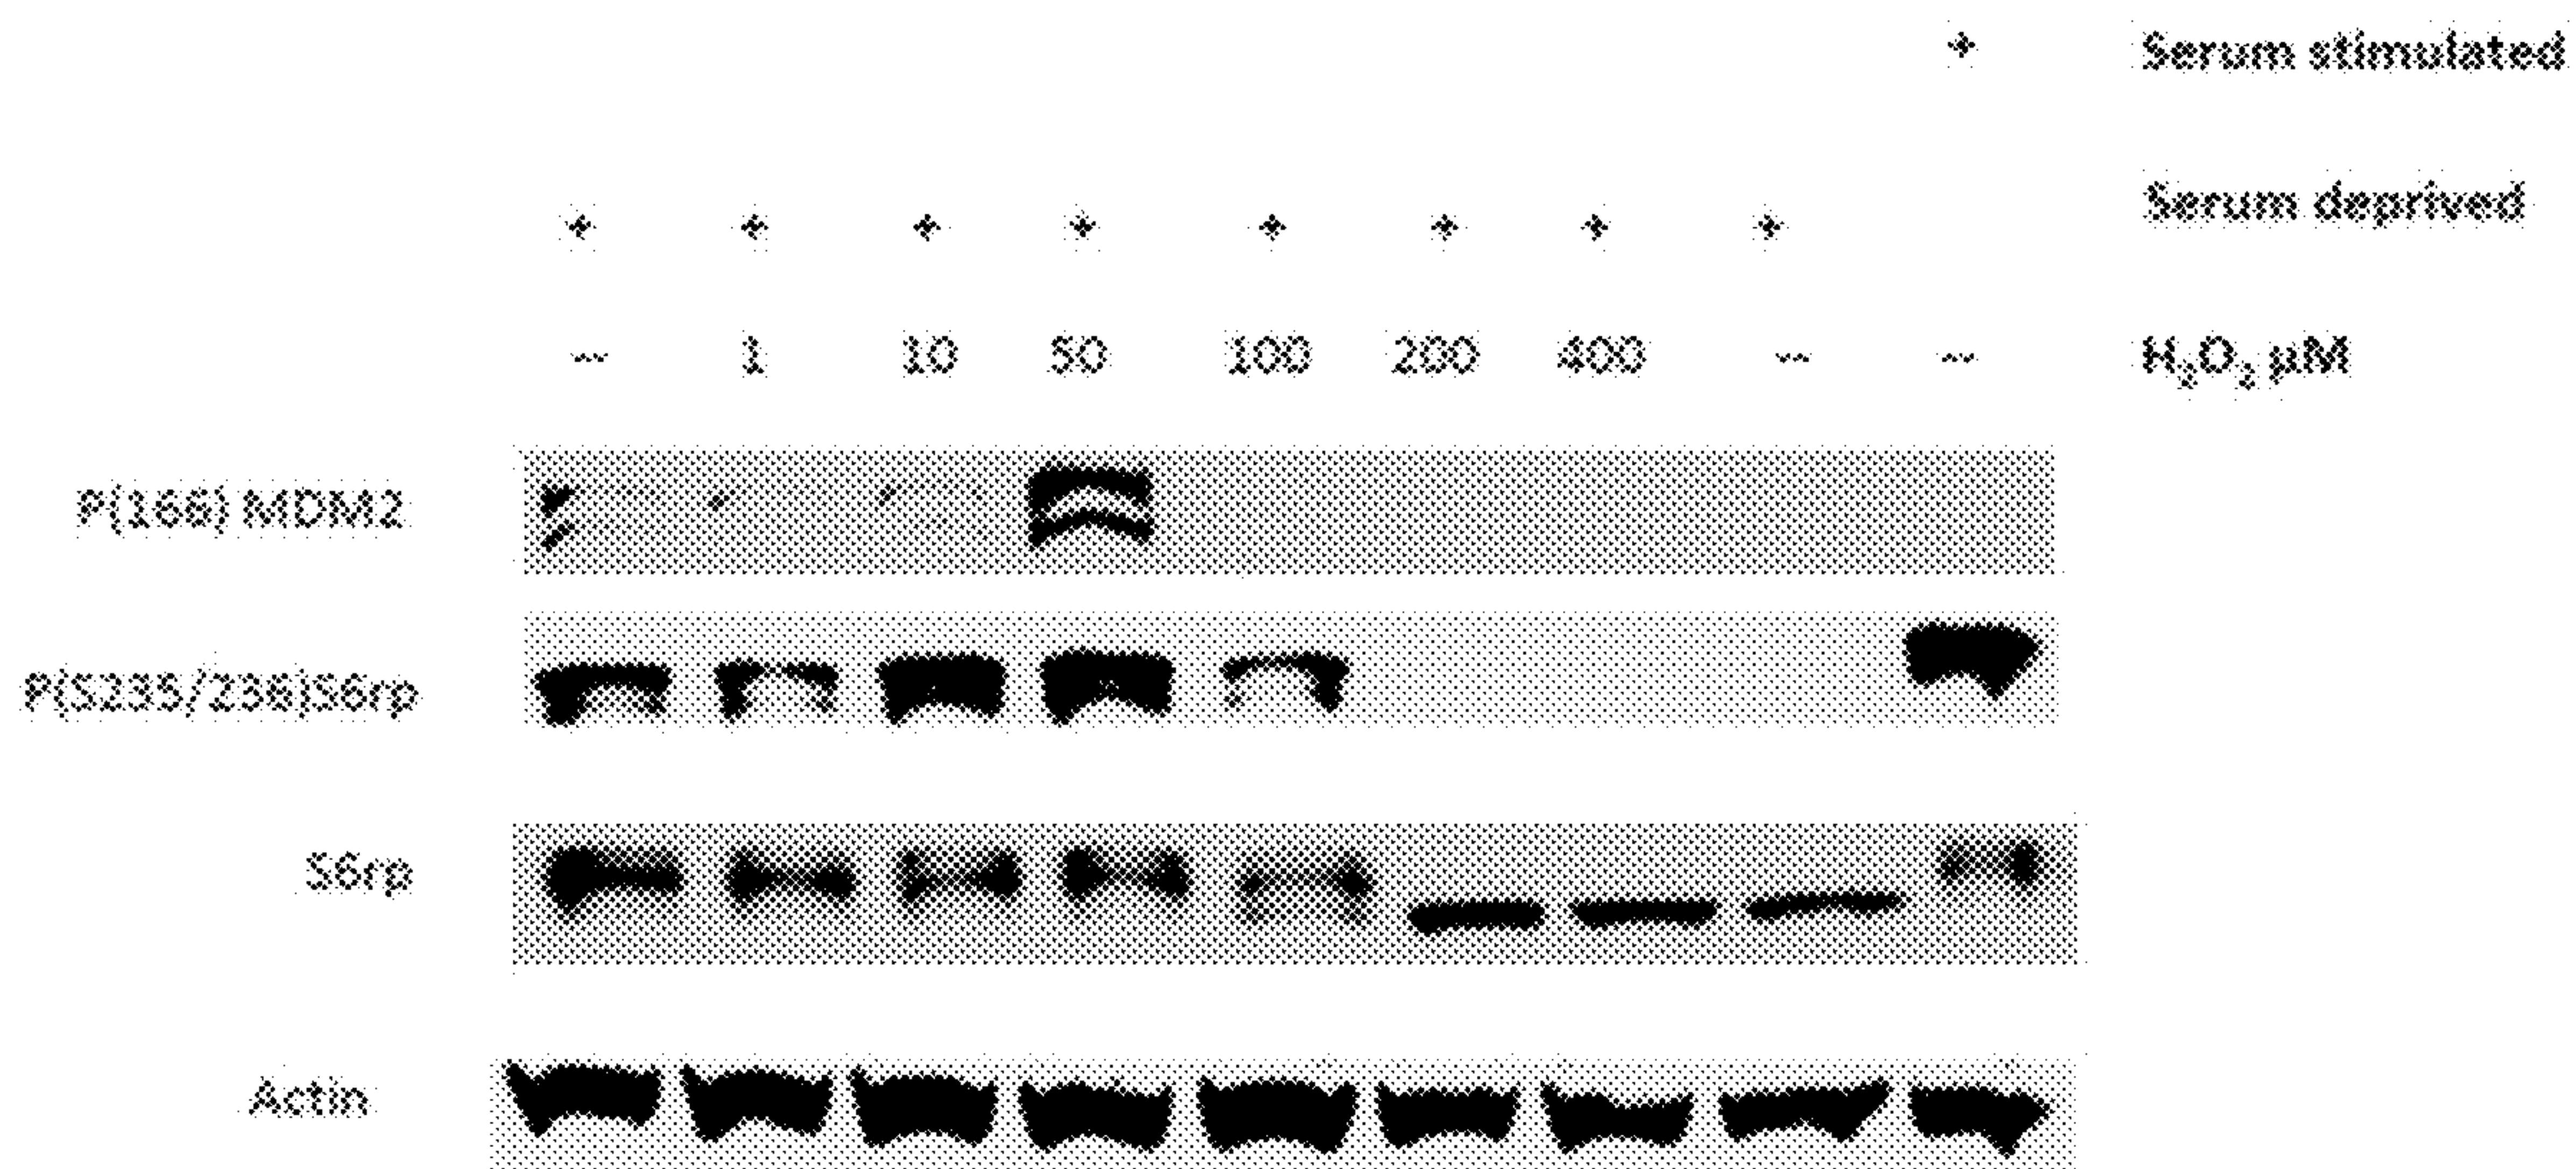 + Serum stimulated
+ + + + + + + + Serum deprived
-- 1 10 50 100 200 400 -- -- H₂O₂ µM
P(166) MDM2
P(S235/236)S6rp
S6rp
Actin